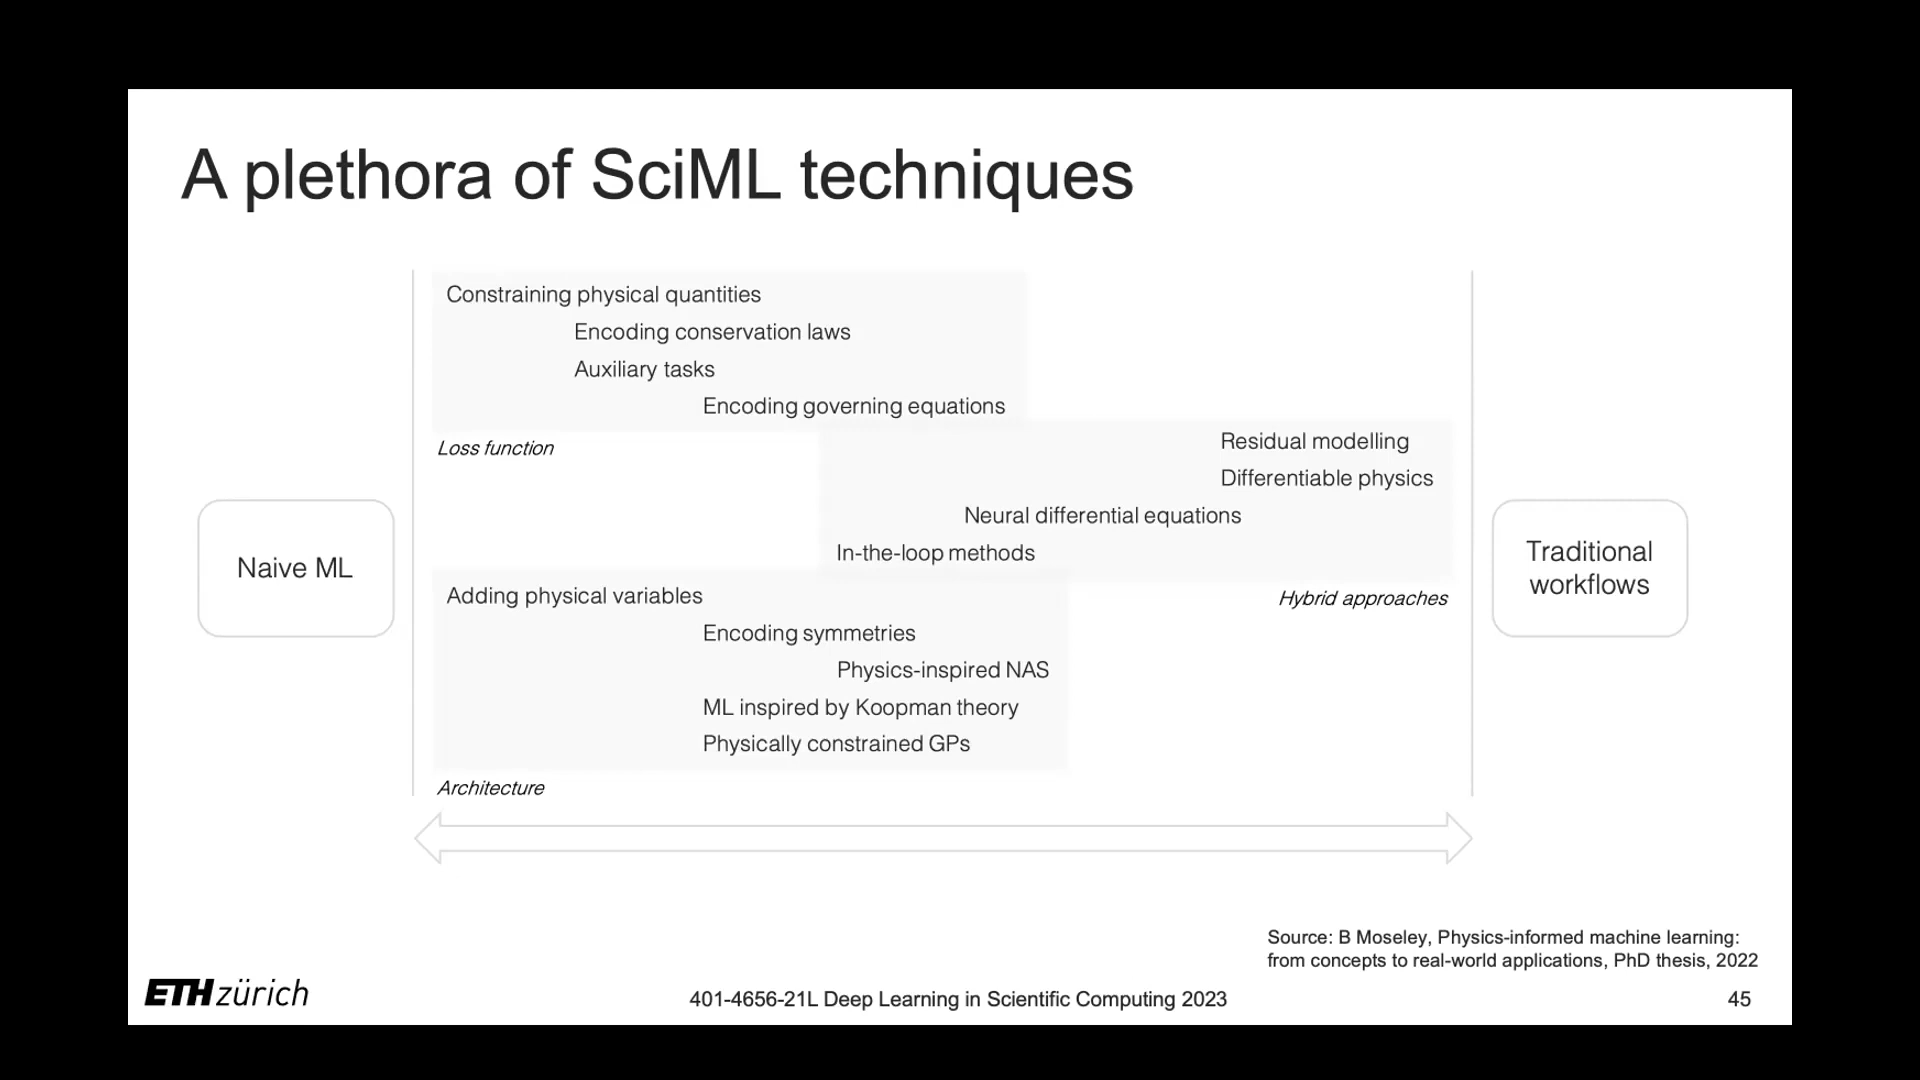 A plethora of SciML techniques
Constraining physical quantities
Encoding conservation laws
Auxiliary tasks
Encoding governing equations
Loss function
Residual modelling
Differentiable physics
Neural differential equations
In-the-loop methods
Hybrid approaches
Naive ML
Traditional
workflows
Adding physical variables
Encoding symmetries
Physics-inspired NAS
ML inspired by Koopman theory
Physically constrained GPs
Architecture
Source: B Moseley, Physics-informed machine learning:
from concepts to real-world applications, PhD thesis, 2022
ETH zürich
401-4656-21L Deep Learning in Scientific Computing 2023
45